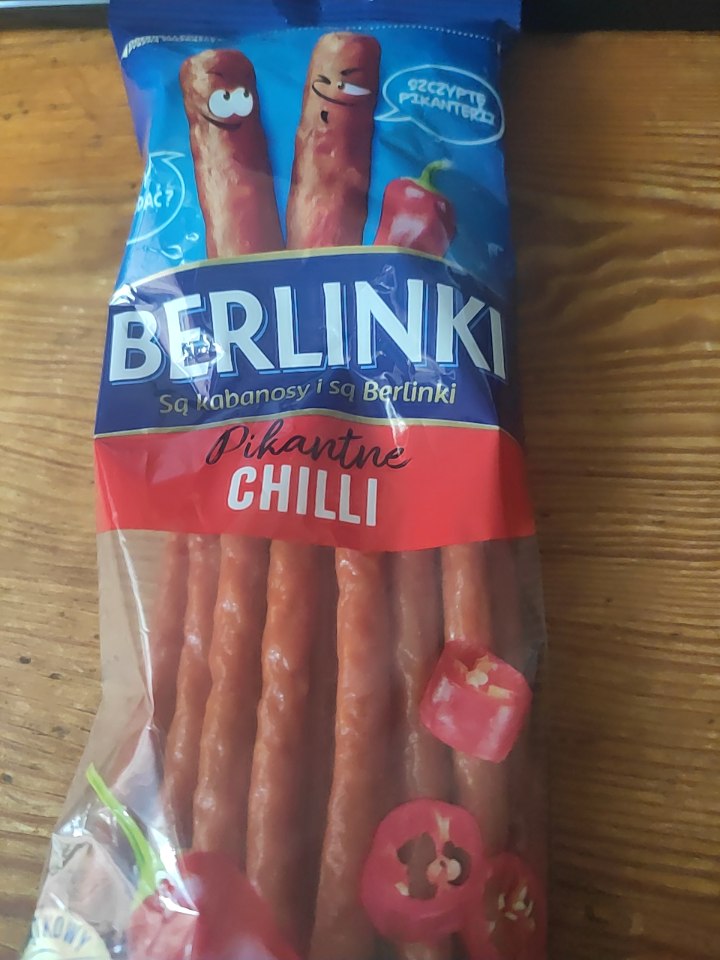 SZCZYPTĘ
PIKANTERII
BERLINKI
Są kabanosy i są Berlinki
Pikantne
CHILLI